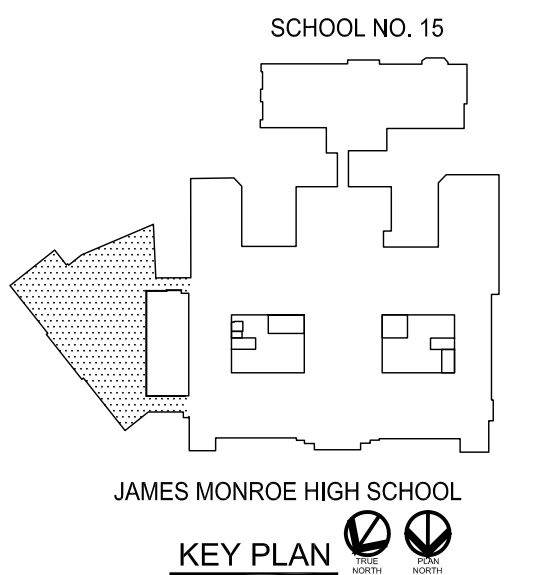 SCHOOL NO. 15
JAMES MONROE HIGH SCHOOL
KEY PLAN
TRUE
NORTH
PLAN
NORTH